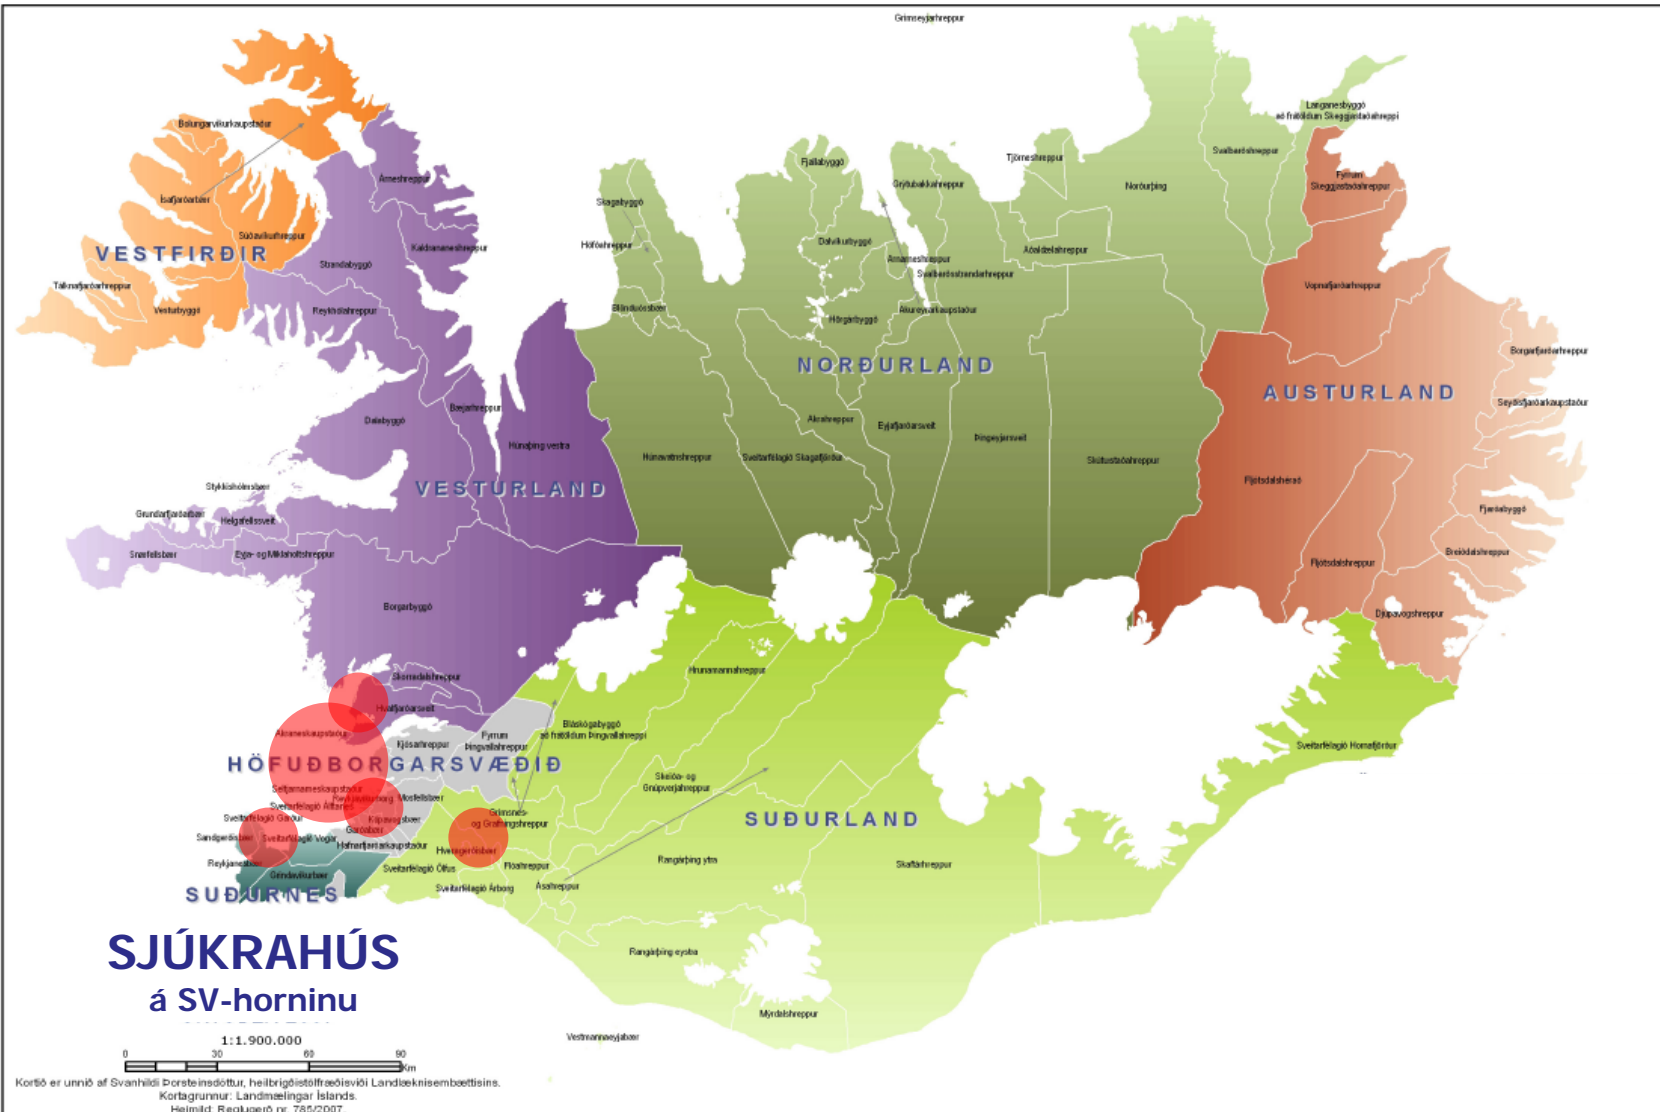 Grímseyjarhreppur
Langanesbyggð
að frátöldum Skeggjastaðahreppi
Bolungarvíkurkaupstaður
Svalbarðshreppur
Tjörneshreppur
Fjallabyggð
Árneshreppur
Fyrrum
Skeggjastaðahreppur
Grýtubakkahreppur
Norðurþing
Ísafjarðarbær
Skagabyggð
Súðavíkurhreppur
Höfðahreppur
Dalvíkurbyggð
Kaldrananeshreppur
Aðaldælahreppur
VESTFIRÐIR
Arnarneshreppur
Strandabyggð
Svalbarðsstrandarhreppur
Tálknafjarðarhreppur
Vopnafjarðarhreppur
Vesturbyggð
Reykhólahreppur
Blönduósbær
Akureyrarkaupstaður
Hörgárbyggð
Borgarfjarðarhreppur
NORÐURLAND
AUSTURLAND
Seyðisfjarðarkaupstaður
Bæjarhreppur
Dalabyggð
Akrahreppur
Eyjafjarðarsveit
Þingeyjarsveit
Húnaþing vestra
Húnavatnshreppur
Sveitarfélagið Skagafjörður
Skútustaðahreppur
Fljótsdalshérað
Stykkishólmsbær
VESTURLAND
Grundarfjarðarbær
Helgafellssveit
Fjarðabyggð
Snæfellsbær
Eyja- og Miklaholtshreppur
Breiðdalshreppur
Fljótsdalshreppur
Borgarbyggð
Djúpavogshreppur
Hrunamannahreppur
Skorradalshreppur
Hvalfjarðarsveit
Bláskógabyggð
að frátöldum Þingvallahreppi
Akraneskaupstaður
Kjósarhreppur
Fyrrum
Þingvallahreppur
Sveitarfélagið Hornafjörður
HÖFUÐBORGARSVÆÐIÐ
Skeiða- og
Gnúpverjahreppur
Seltjarnarneskaupstaður
Reykjavíkurborg
Mosfellsbær
Sveitarfélagið Álftanes
Grímsnes-
og Grafningshreppur
Sveitarfélagið Garður
Kópavogsbær
SUÐURLAND
Garðabær
Sandgerðisbær
Sveitarfélagið Vogar
Hafnarfjarðarkaupstaður
Hveragerðisbær
Reykjanesbær
Sveitarfélagið Ölfus
Flóahreppur
Rangárþing ytra
Skaftárhreppur
Grindavíkurbær
Sveitarfélagið Árborg
Ásahreppur
SUÐURNES
SJÚKRAHÚS
á SV-horninu
Rangárþing eystra
Mýrdalshreppur
Vestmannaeyjabær
1:1.900.000
0 30 60 90
Km
Kortið er unnið af Svanhildi Þorsteinsdóttur, heilbrigðistölfræðisviði Landlæknisembættisins.
Kortagrunnur: Landmælingar Íslands.
Heimild: Reglugerð nr. 785/2007.